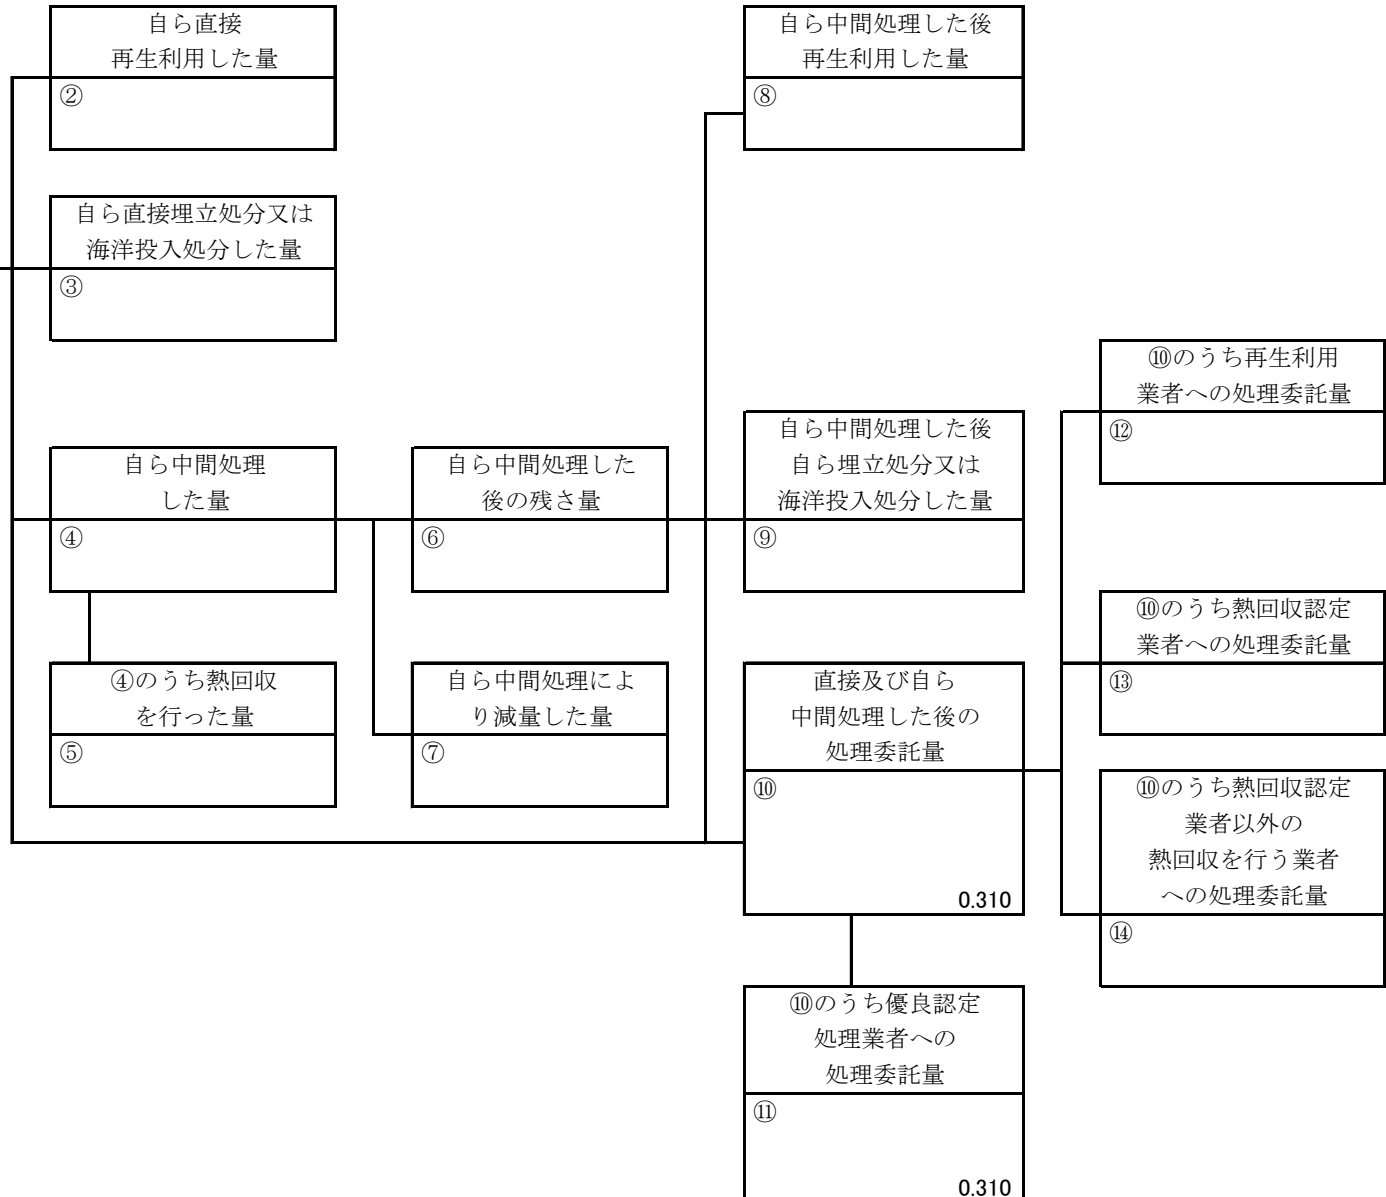 自ら直接
再生利用した量
②
自ら中間処理した後
再生利用した量
⑧
自ら直接埋立処分又は
海洋投入処分した量
③
⑩のうち再生利用
業者への処理委託量
⑫
自ら中間処理
した量
④
自ら中間処理した
後の残さ量
⑥
自ら中間処理した後
自ら埋立処分又は
海洋投入処分した量
⑨
⑩のうち熱回収認定
業者への処理委託量
⑬
④のうち熱回収
を行った量
⑤
自ら中間処理によ
り減量した量
⑦
直接及び自ら
中間処理した後の
処理委託量
⑩
0.310
⑩のうち熱回収認定
業者以外の
熱回収を行う業者
への処理委託量
⑭
⑩のうち優良認定
処理業者への
処理委託量
⑪
0.310